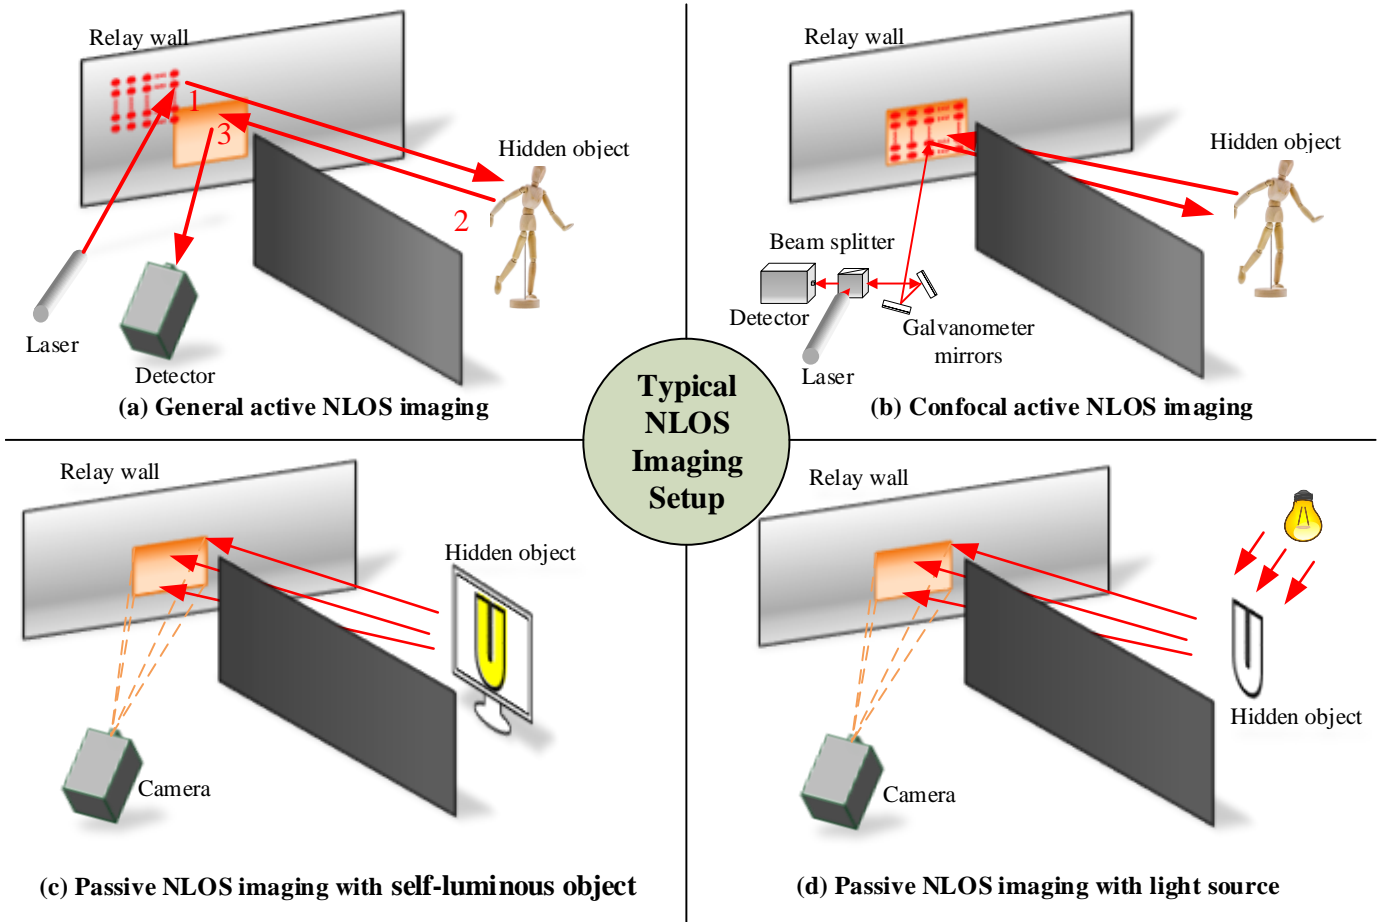 Relay wall
1
3
Hidden object
2
Laser
Detector
(a) General active NLOS imaging
Relay wall
Hidden object
Beam splitter
Detector
Galvanometer
mirrors
Laser
(b) Confocal active NLOS imaging
Typical
NLOS
Imaging
Setup
Relay wall
Hidden object
U
Camera
(c) Passive NLOS imaging with self-luminous object
Relay wall
U
Hidden object
Camera
(d) Passive NLOS imaging with light source